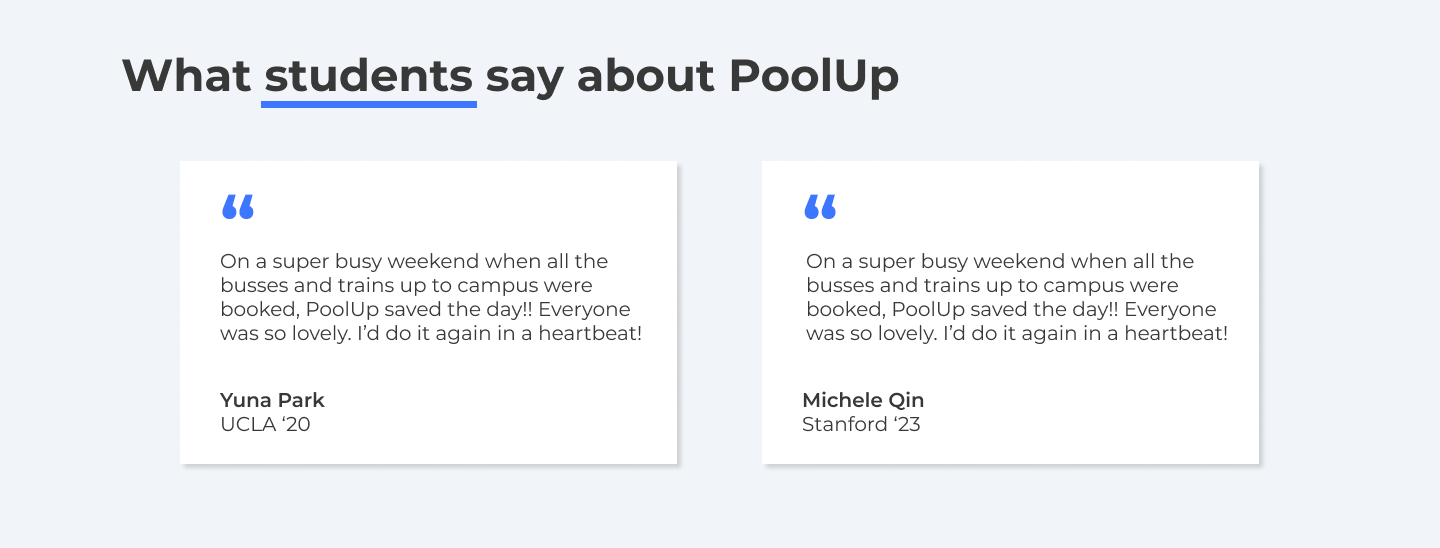 What students say about PoolUp
“
On a super busy weekend when all the
busses and trains up to campus were
booked, PoolUp saved the day!! Everyone
was so lovely. I’d do it again in a heartbeat!
Yuna Park
UCLA ‘20
“
On a super busy weekend when all the
busses and trains up to campus were
booked, PoolUp saved the day!! Everyone
was so lovely. I’d do it again in a heartbeat!
Michele Qin
Stanford ‘23